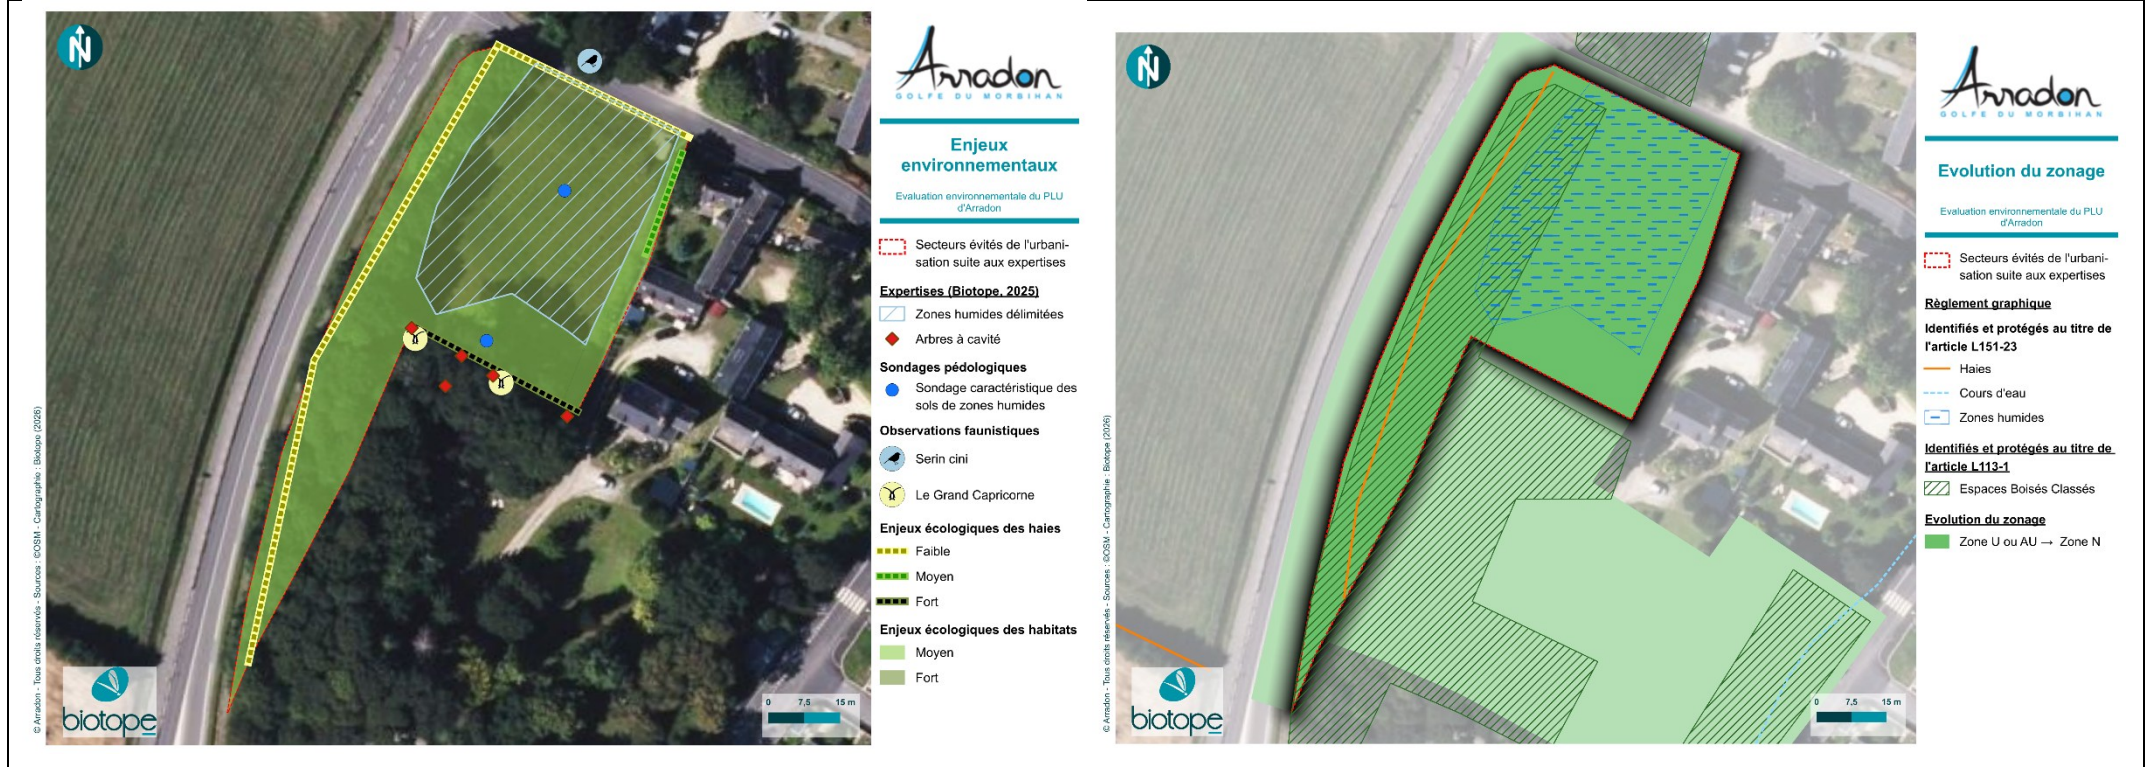 N
Arradon
GOLFE DU MORBIHAN
Enjeux
environnementaux
Evaluation environnementale du PLU
d'Arradon
Secteurs évités de l'urbani-
sation suite aux expertises
Expertises (Biotope, 2025)
Zones humides délimitées
Arbres à cavité
Sondages pédologiques
Sondage caractéristique des
sols de zones humides
Observations faunistiques
Serin cini
Le Grand Capricorne
Enjeux écologiques des haies
Faible
Moyen
Fort
Enjeux écologiques des habitats
Moyen
Fort
© Arradon - Tous droits réservés - Sources : ©OSM - Cartographie : Biotope (2026)
biotope
0 7,5 15 m
N
Arradon
GOLFE DU MORBIHAN
Evolution du zonage
Evaluation environnementale du PLU
d'Arradon
Secteurs évités de l'urbani-
sation suite aux expertises
Règlement graphique
Identifiés et protégés au titre de
l'article L151-23
Haies
Cours d'eau
Zones humides
Identifiés et protégés au titre de
l'article L113-1
Espaces Boisés Classés
Evolution du zonage
Zone U ou AU → Zone N
© Arradon - Tous droits réservés - Sources : ©OSM - Cartographie : Biotope (2026)
biotope
0 7,5 15 m